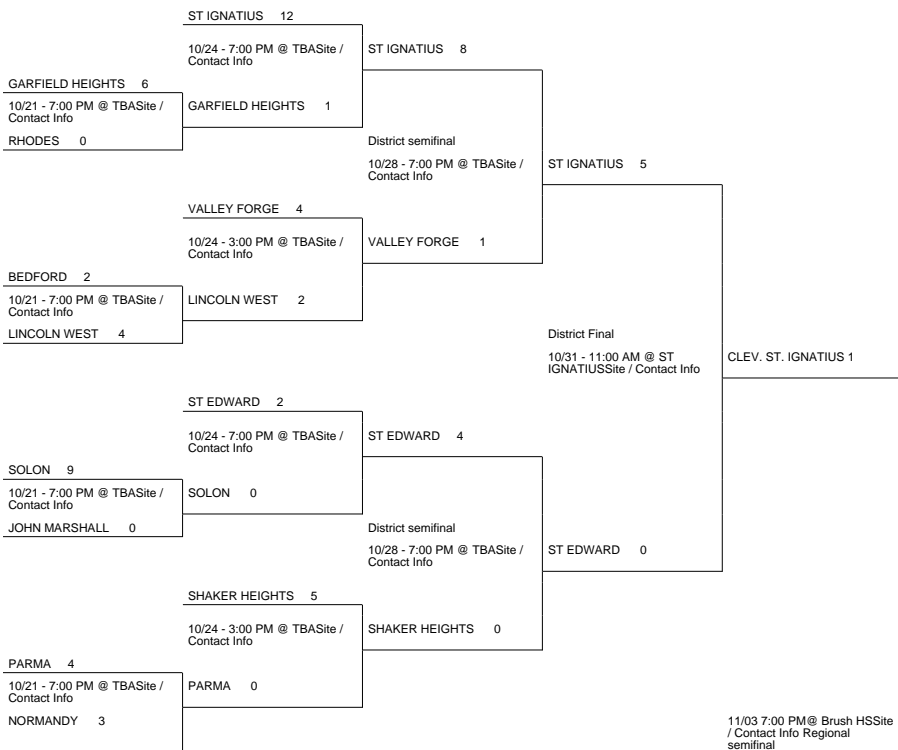 ST IGNATIUS 12
10/24 - 7:00 PM @ TBASite /
Contact Info
ST IGNATIUS 8
GARFIELD HEIGHTS 6
10/21 - 7:00 PM @ TBASite /
Contact Info
GARFIELD HEIGHTS 1
RHODES 0
District semifinal
10/28 - 7:00 PM @ TBASite /
Contact Info
ST IGNATIUS 5
VALLEY FORGE 4
10/24 - 3:00 PM @ TBASite /
Contact Info
VALLEY FORGE 1
BEDFORD 2
10/21 - 7:00 PM @ TBASite /
Contact Info
LINCOLN WEST 2
LINCOLN WEST 4
District Final
10/31 - 11:00 AM @ ST
IGNATIUSSite / Contact Info
CLEV. ST. IGNATIUS 1
ST EDWARD 2
10/24 - 7:00 PM @ TBASite /
Contact Info
ST EDWARD 4
SOLON 9
10/21 - 7:00 PM @ TBASite /
Contact Info
SOLON 0
JOHN MARSHALL 0
District semifinal
10/28 - 7:00 PM @ TBASite /
Contact Info
ST EDWARD 0
SHAKER HEIGHTS 5
10/24 - 3:00 PM @ TBASite /
Contact Info
SHAKER HEIGHTS 0
PARMA 4
10/21 - 7:00 PM @ TBASite /
Contact Info
PARMA 0
NORMANDY 3
11/03 7:00 PM@ Brush HSSite
/ Contact Info Regional
semifinal